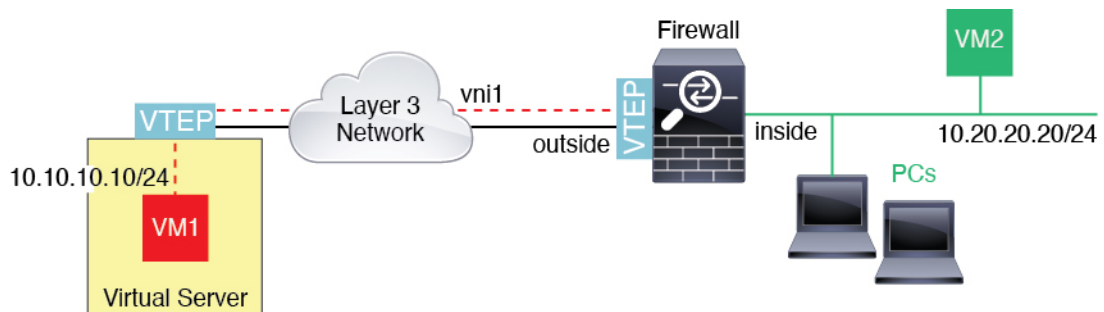 Firewall
VM2
VTEP
Layer 3
Network
vni1
outside
VTEP
inside
10.20.20.20/24
10.10.10.10/24
VM1
PCs
Virtual Server